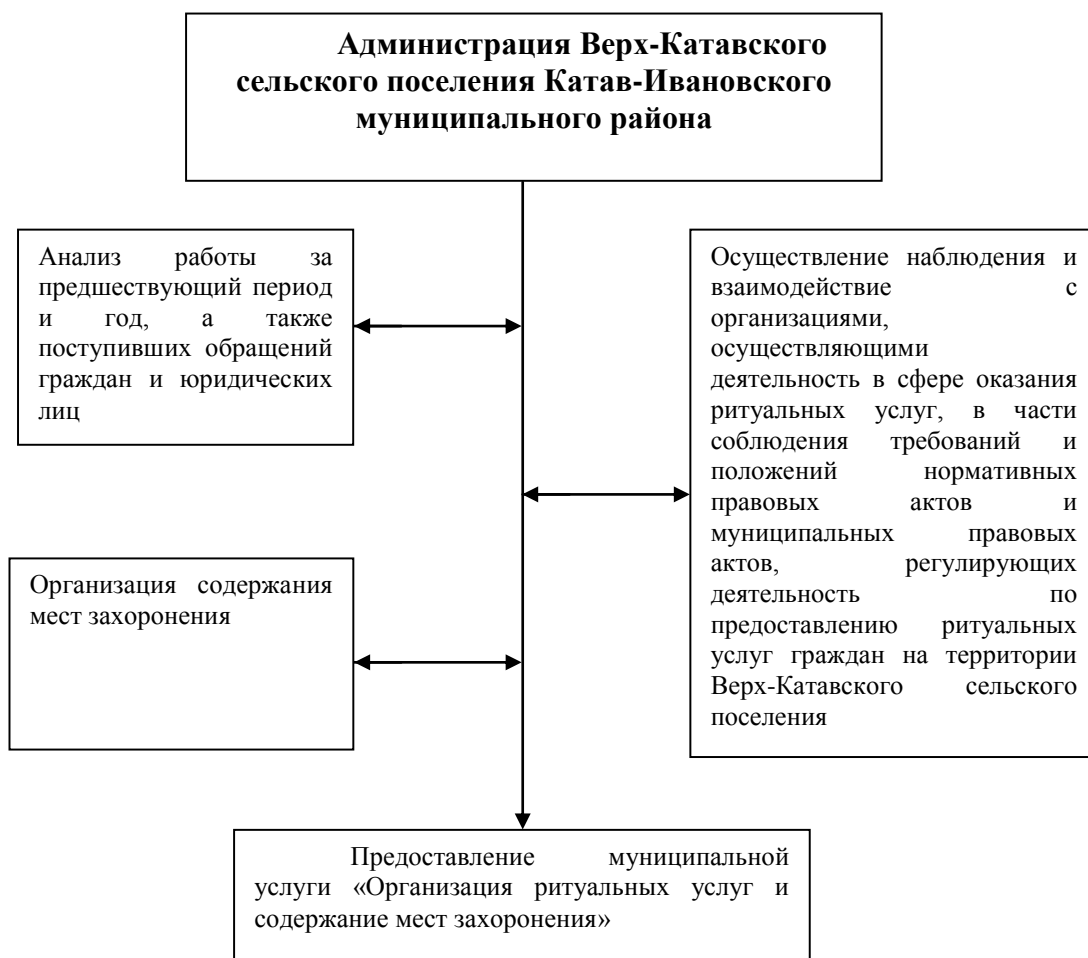 Администрация Верх-Катавского
сельского поселения Катав-Ивановского
муниципального района
Анализ работы за
предшествующий период
и год, а также
поступивших обращений
граждан и юридических
лиц
Осуществление наблюдения и
взаимодействие с
организациями,
осуществляющими
деятельность в сфере оказания
ритуальных услуг, в части
соблюдения требований и
положений нормативных
правовых актов и
муниципальных правовых
актов, регулирующих
деятельность по
предоставлению ритуальных
услуг граждан на территории
Верх-Катавского сельского
поселения
Организация содержания
мест захоронения
Предоставление муниципальной
услуги «Организация ритуальных услуг и
содержание мест захоронения»